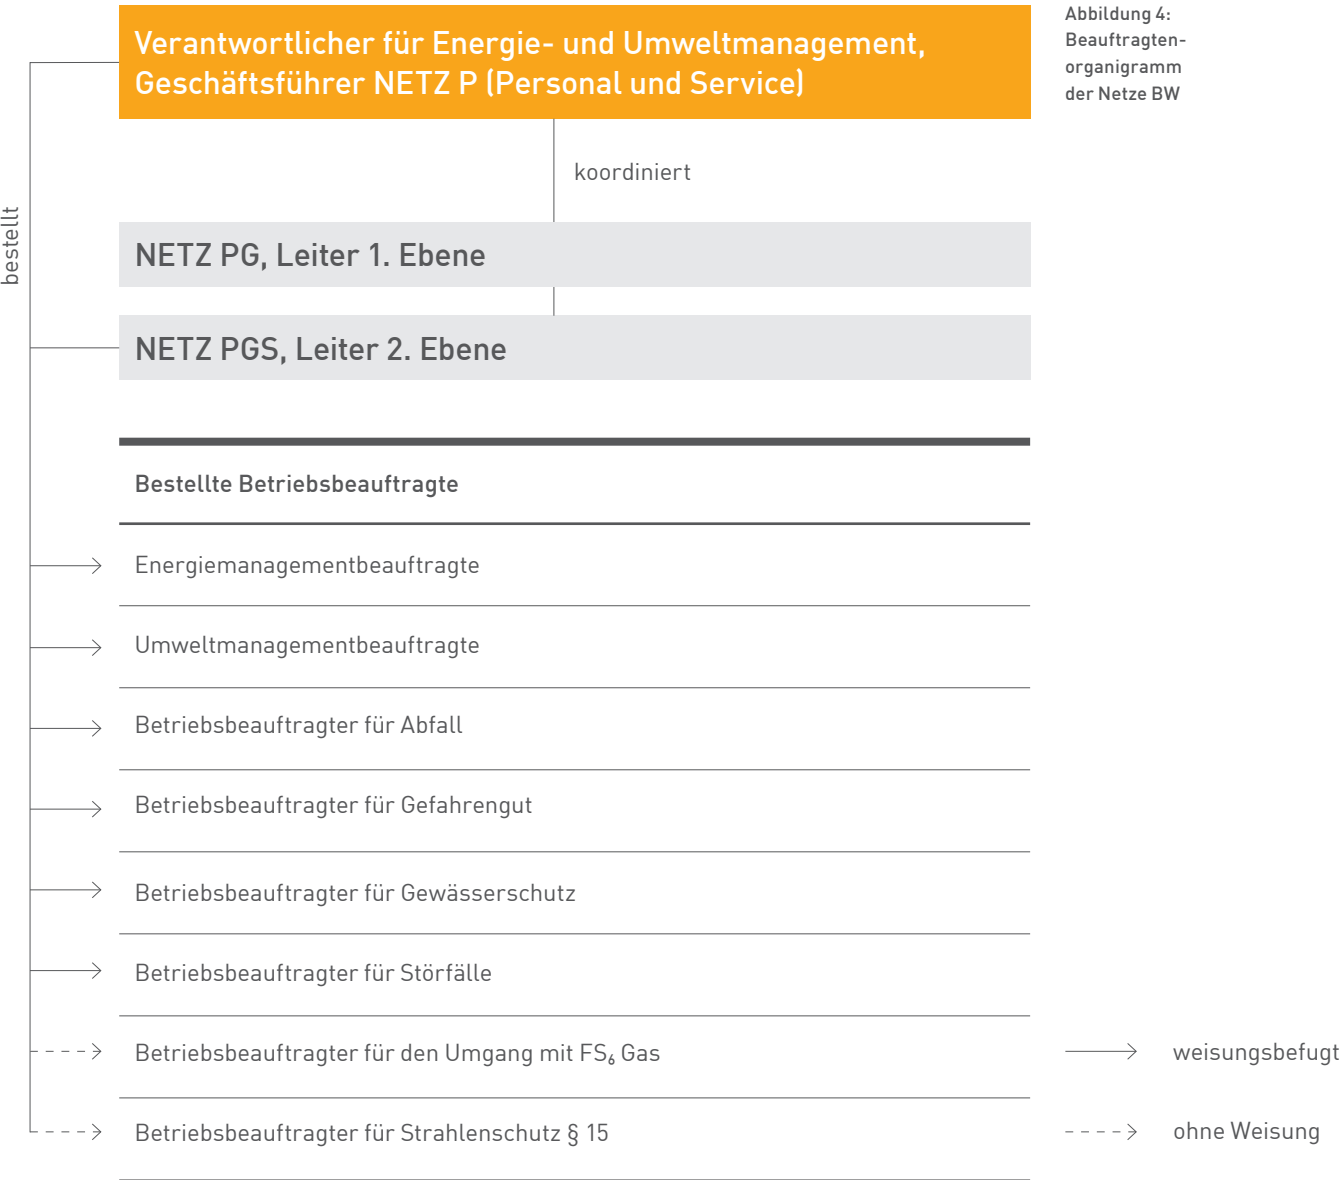 Verantwortlicher für Energie- und Umweltmanagement,
Geschäftsführer NETZ P (Personal und Service)
Abbildung 4:
Beauftragten-
organigramm
der Netze BW
koordiniert
bestellt
NETZ PG, Leiter 1. Ebene
NETZ PGS, Leiter 2. Ebene
Bestellte Betriebsbeauftragte
Energiemanagementbeauftragte
Umweltmanagementbeauftragte
Betriebsbeauftragter für Abfall
Betriebsbeauftragter für Gefahrengut
Betriebsbeauftragter für Gewässerschutz
Betriebsbeauftragter für Störfälle
Betriebsbeauftragter für den Umgang mit FS₆ Gas
weisungsbefugt
Betriebsbeauftragter für Strahlenschutz § 15
ohne Weisung